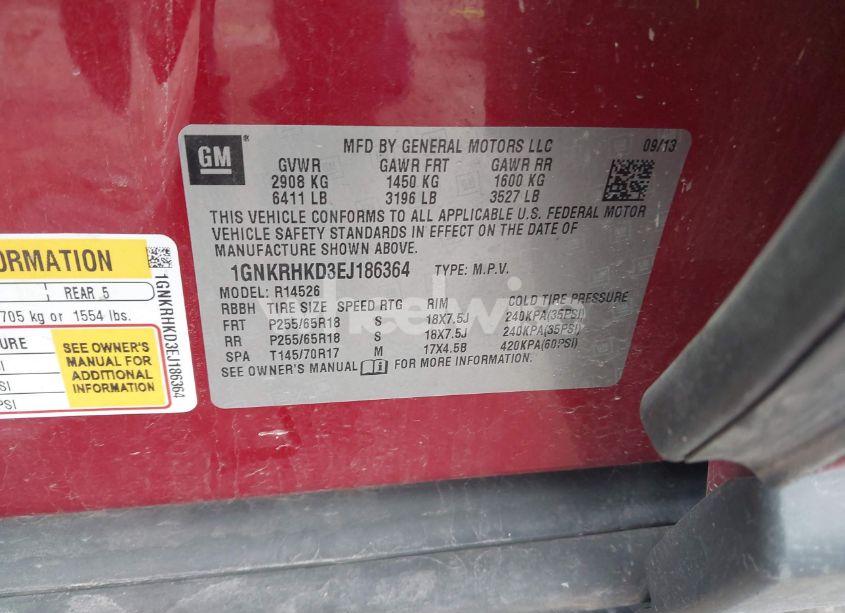 GM
MFD BY GENERAL MOTORS LLC 09/13
GVWR GAWR FRT GAWR RR
2908 KG 1450 KG 1600 KG
6411 LB 3196 LB 3527 LB
THIS VEHICLE CONFORMS TO ALL APPLICABLE U.S. FEDERAL MOTOR
VEHICLE SAFETY STANDARDS IN EFFECT ON THE DATE OF
MANUFACTURE SHOWN ABOVE.
1GNKRHKD3EJ186364 TYPE: M.P.V.
MODEL: R14526
RBBH TIRE SIZE SPEED RTG RIM COLD TIRE PRESSURE
FRT P255/65R18 S 18X7.5J 240KPA(35PSI)
RR P255/65R18 S 18X7.5J 240KPA(35PSI)
SPA T145/70R17 M 17X4.5B 420KPA(60PSI)
SEE OWNER'S MANUAL FOR MORE INFORMATION.
ORMATION
REAR 5
705 kg or 1554 lbs.
SURE
SEE OWNER'S
MANUAL FOR
ADDITIONAL
INFORMATION
PSI
PSI
PSI
1GNKRHKD3EJ186364
wheelwi